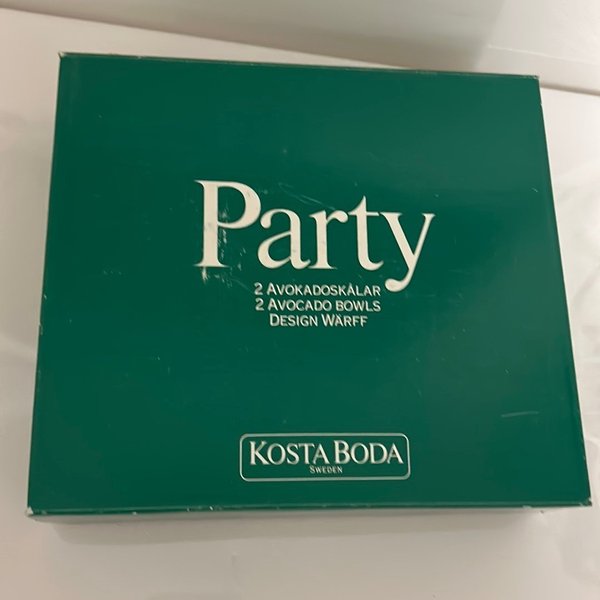 Party
2 AVOKADOSKÅLAR
2 AVOCADO BOWLS
DESIGN WÄRFF
KOSTA BODA
SWEDEN